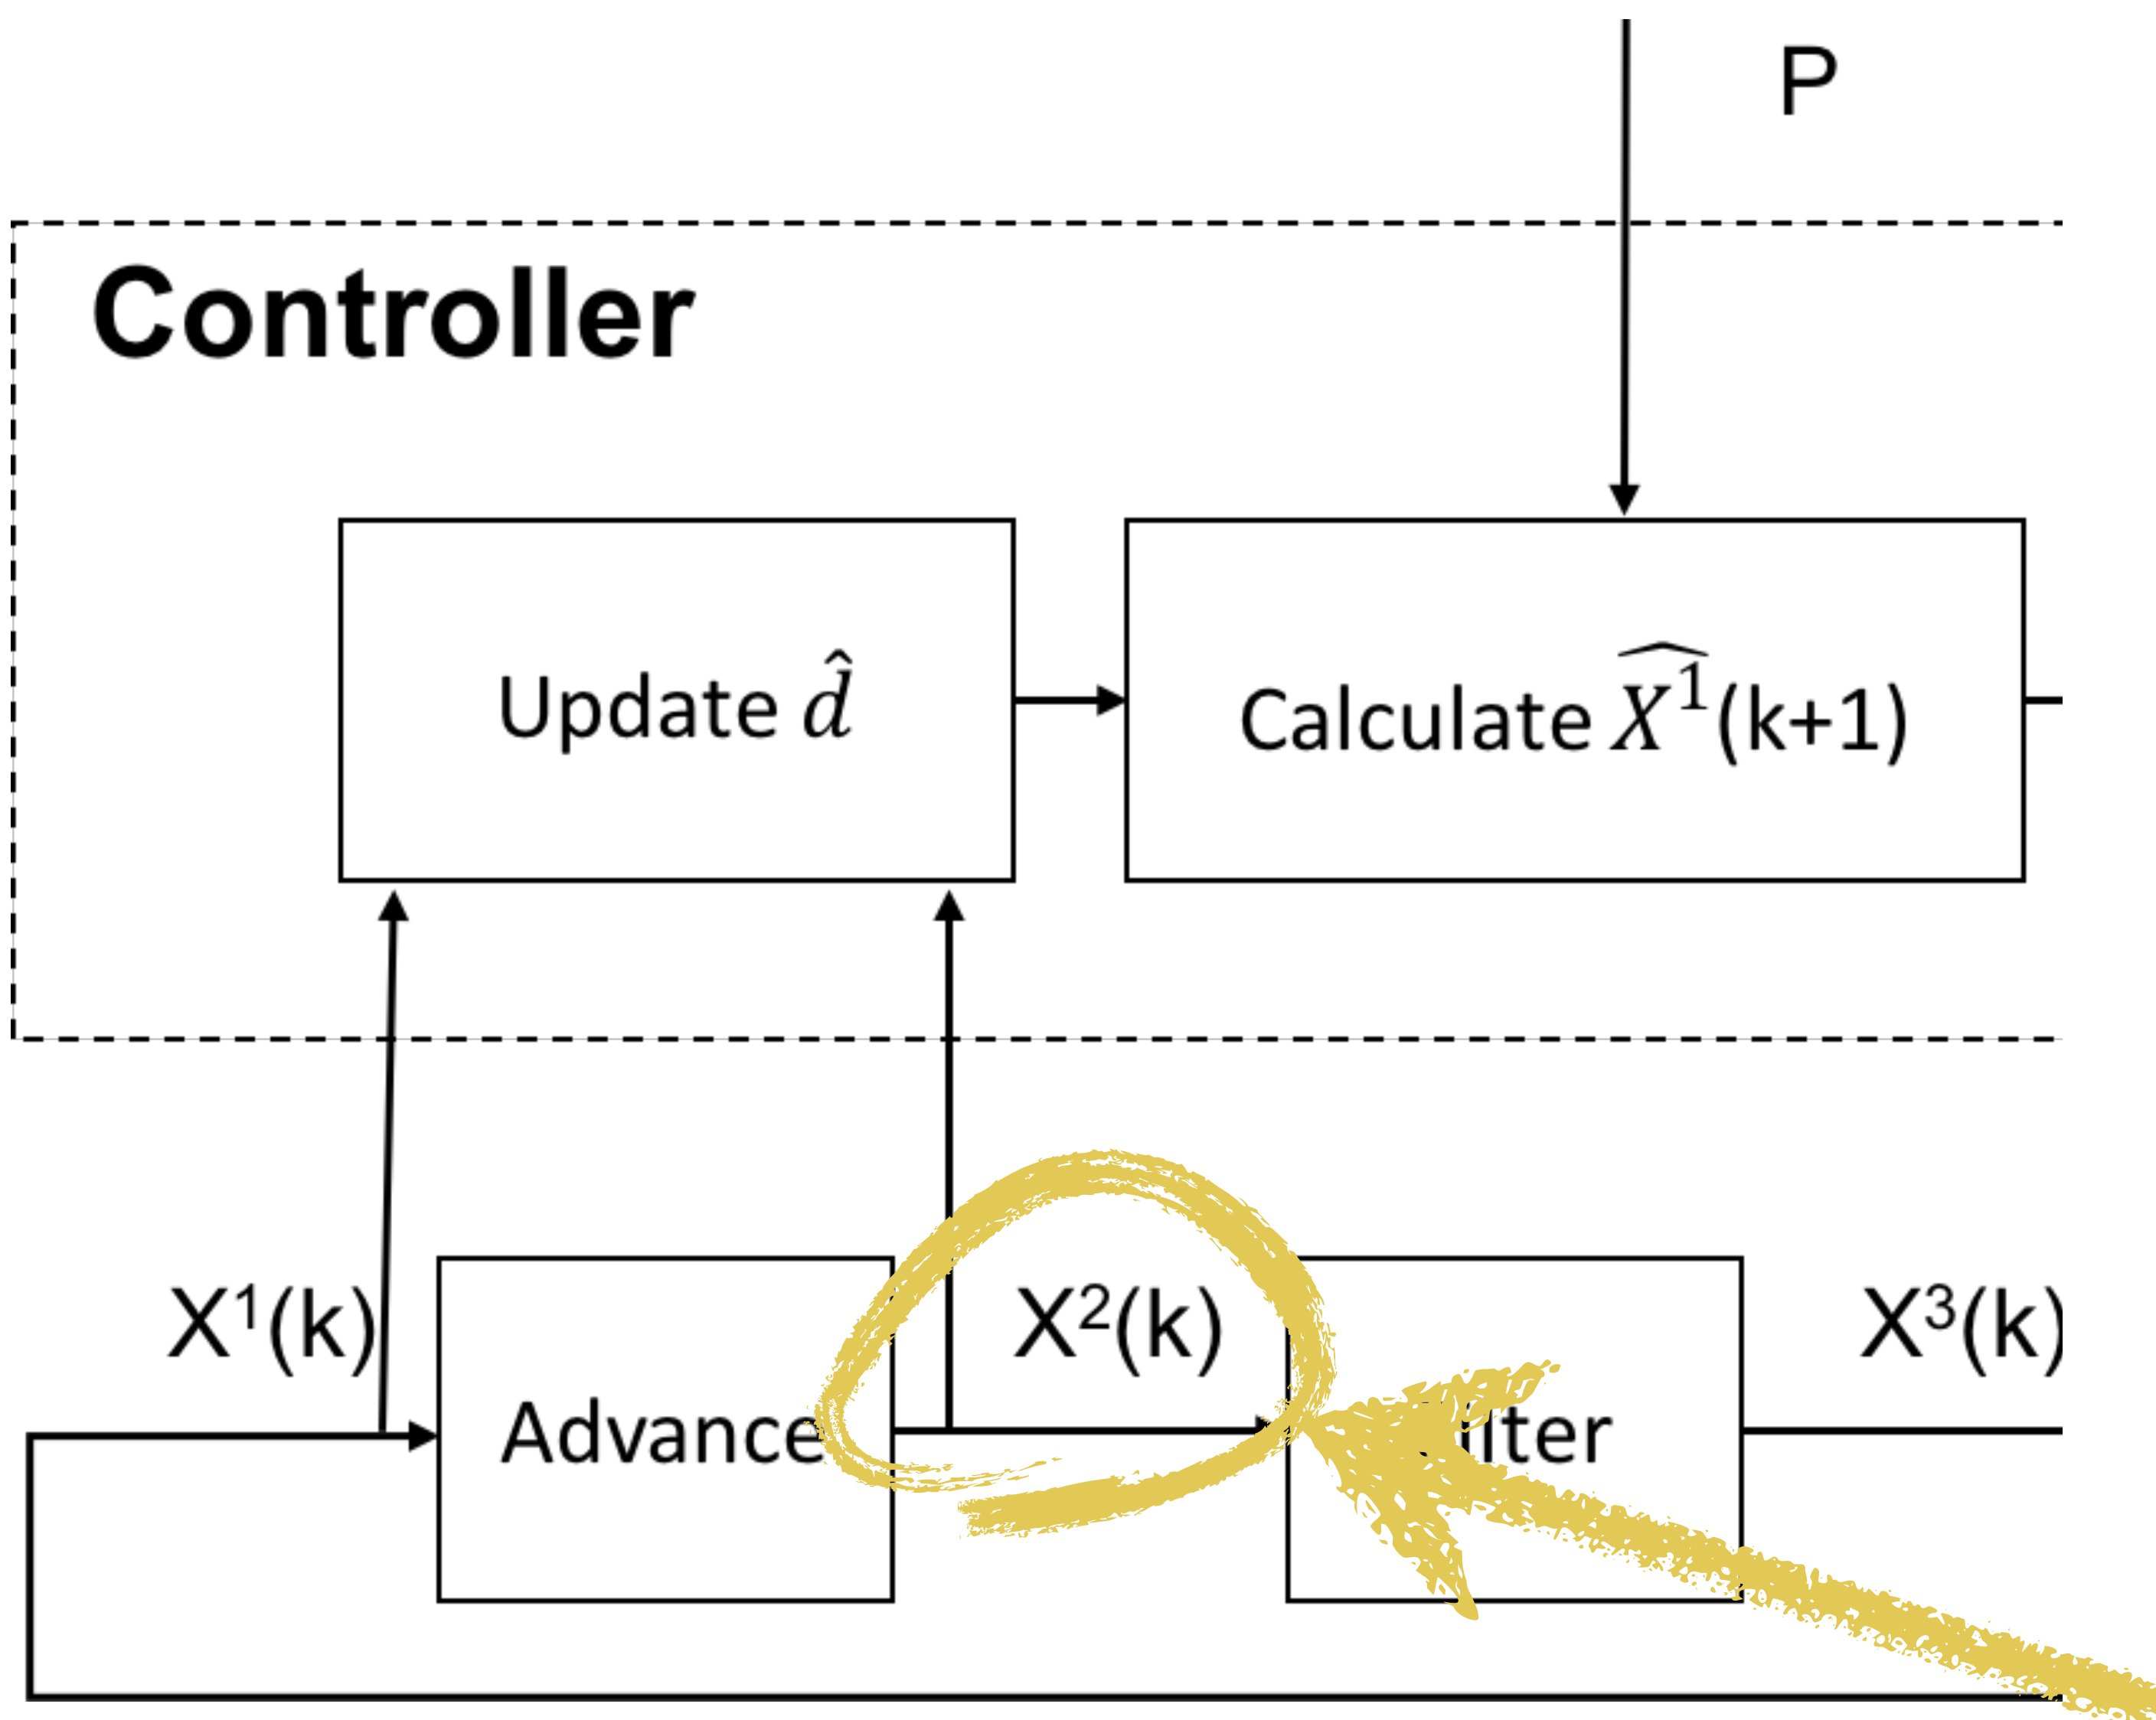 P
Controller
Update d̂
Calculate X̂¹(k+1)
X¹(k)
X²(k)
X³(k)
Advance